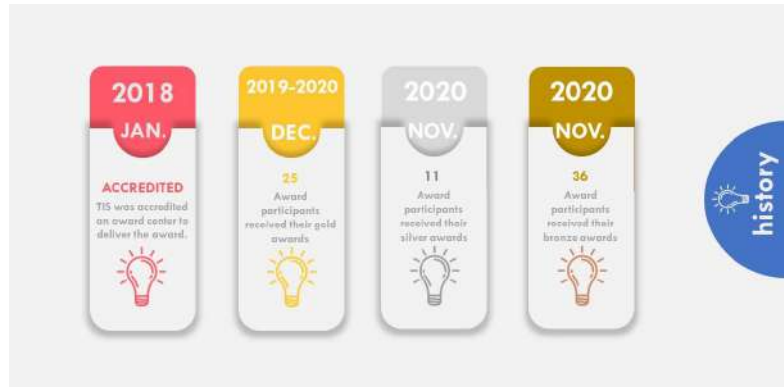 2018
JAN.
ACCREDITED
TIS was accredited
an award center to
deliver the award.
2019-2020
DEC.
25
Award
participants
received their gold
awards
2020
NOV.
11
Award
participants
received their
silver awards
2020
NOV.
36
Award
participants
received their
bronze awards
history